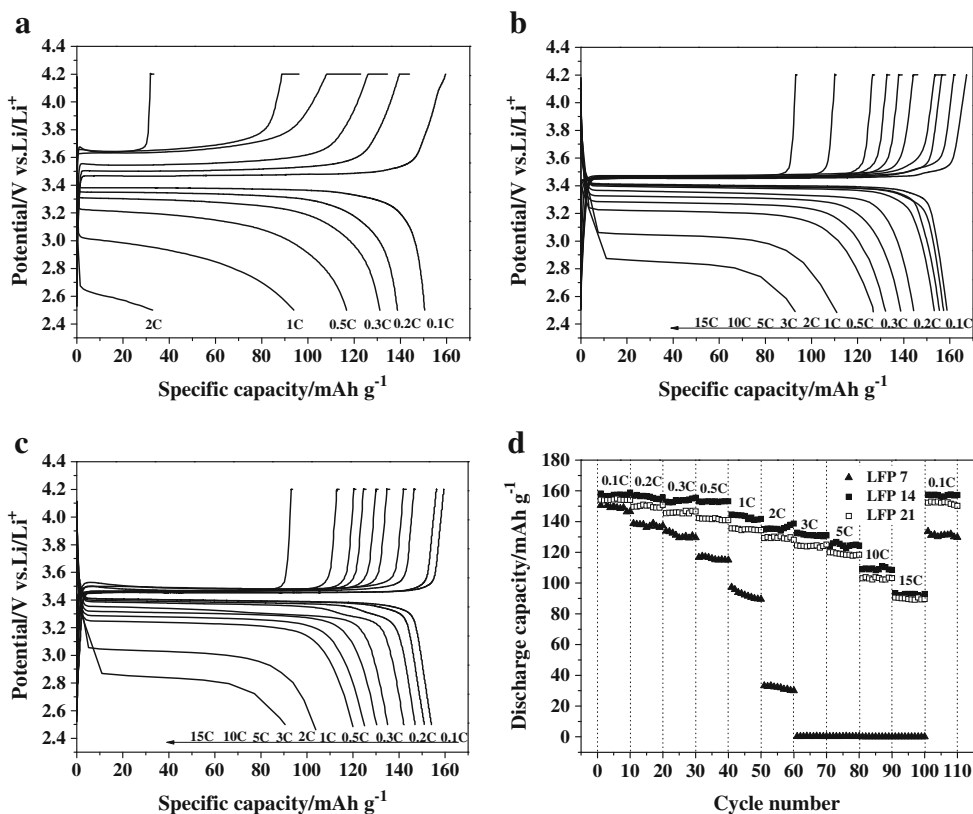 a
4.4
4.2
4.0
3.8
3.6
3.4
3.2
3.0
2.8
2.6
2.4
Potential/V vs.Li/Li+
2C 1C 0.5C 0.3C 0.2C 0.1C
0 20 40 60 80 100 120 140 160
Specific capacity/mAh g-1
b
4.4
4.2
4.0
3.8
3.6
3.4
3.2
3.0
2.8
2.6
2.4
Potential/V vs.Li/Li+
15C 10C 5C 3C 2C 1C 0.5C 0.3C 0.2C 0.1C
0 20 40 60 80 100 120 140 160
Specific capacity/mAh g-1
c
4.4
4.2
4.0
3.8
3.6
3.4
3.2
3.0
2.8
2.6
2.4
Potential/V vs.Li/Li+
15C 10C 5C 3C 2C 1C 0.5C 0.3C 0.2C 0.1C
0 20 40 60 80 100 120 140 160
Specific capacity/mAh g-1
d
180
160
140
120
100
80
60
40
30
0
Discharge capacity/mAh g-1
0.1C 0.2C 0.3C 0.5C 1C 2C 3C 5C 10C 15C 0.1C
LFP 7
LFP 14
LFP 21
0 10 20 30 40 50 60 70 80 90 100 110
Cycle number